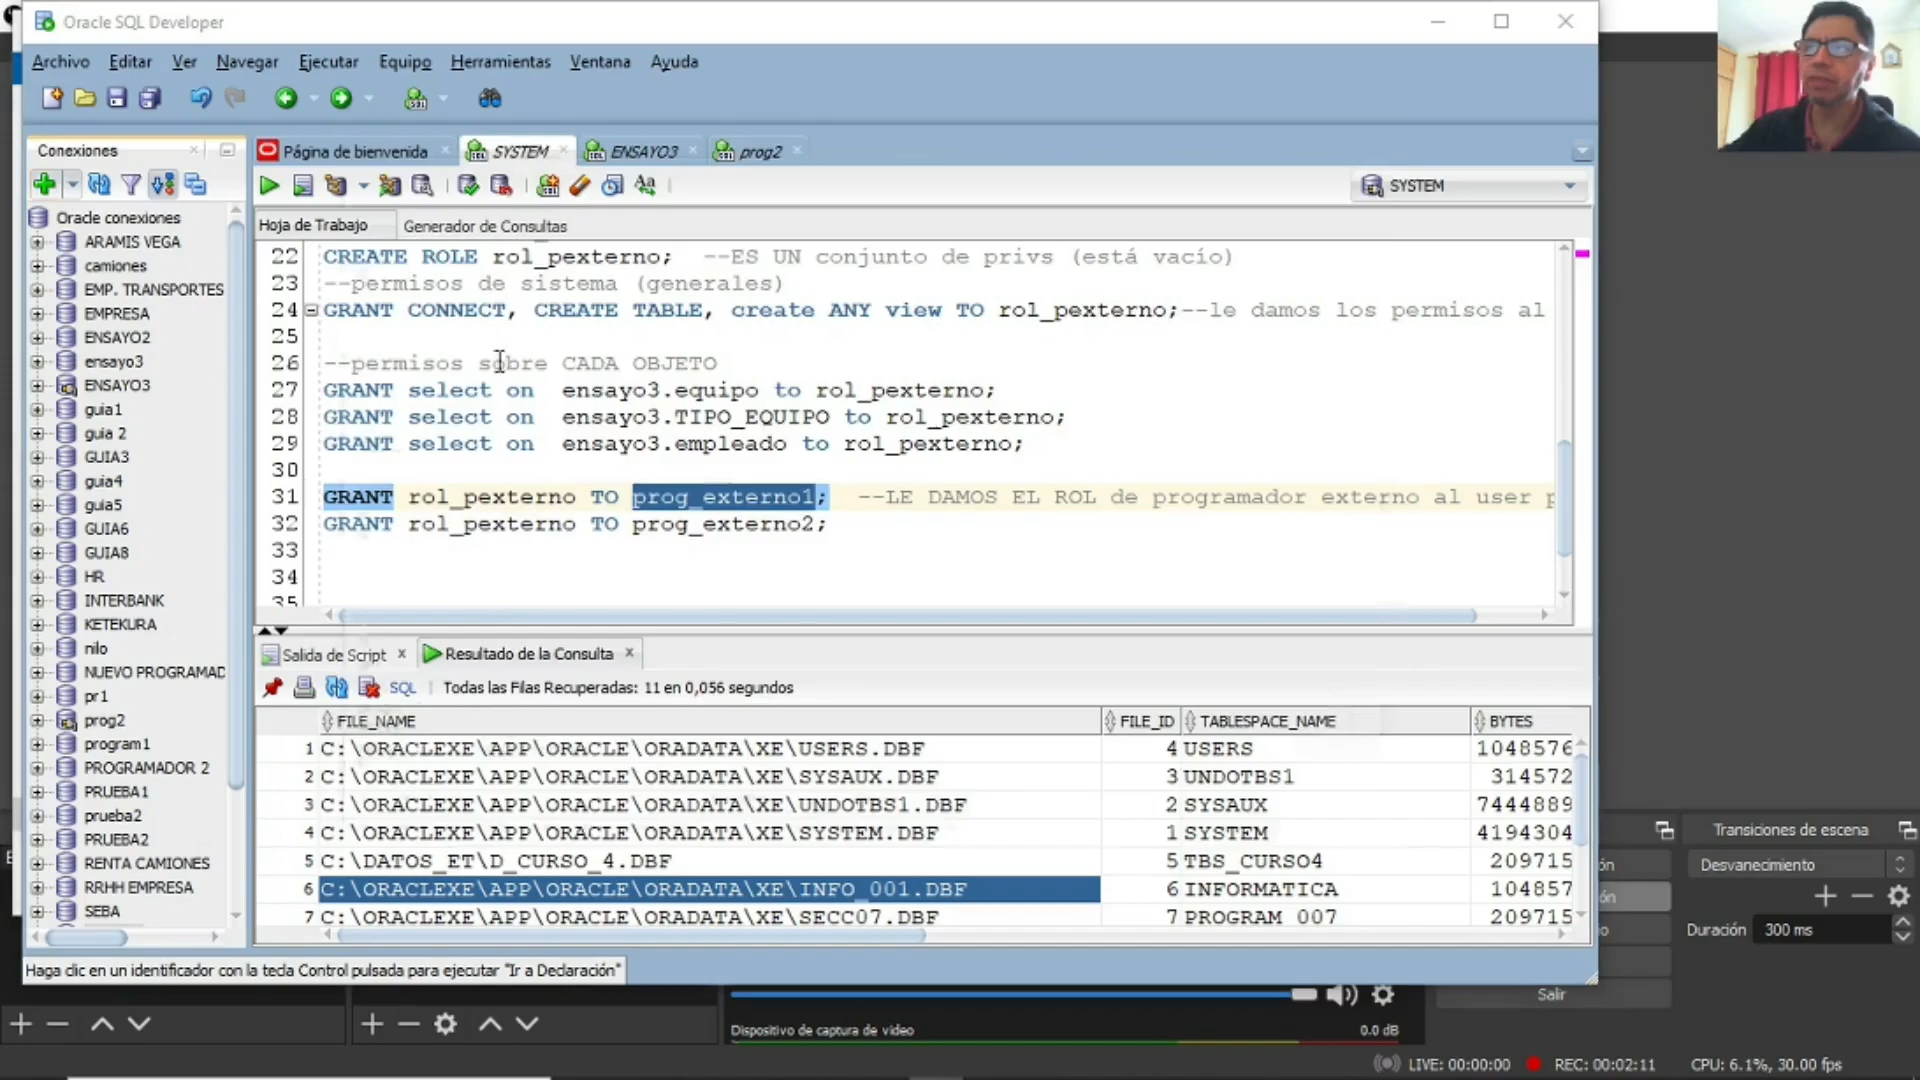 Oracle SQL Developer
Archivo Editar Ver Navegar Ejecutar Equipo Herramientas Ventana Ayuda
Conexiones
Página de bienvenida SYSTEM ENSAYO3 prog2
SYSTEM
Hoja de Trabajo Generador de Consultas
Oracle conexiones
ARAMIS VEGA
camiones
EMP. TRANSPORTES
EMPRESA
ENSAYO2
ensayo3
ENSAYO3
guia1
guia 2
GUIA3
guia4
guia5
GUIA6
GUIA8
HR
INTERBANK
KETEKURA
nilo
NUEVO PROGRAMAD
pr1
prog2
program1
PROGRAMADOR 2
PRUEBA1
prueba2
PRUEBA2
RENTA CAMIONES
RRHH EMPRESA
SEBA
22 CREATE ROLE rol_pexterno; --ES UN conjunto de privs (está vacío)
23 --permisos de sistema (generales)
24 GRANT CONNECT, CREATE TABLE, create ANY view TO rol_pexterno;--le damos los permisos al
25
26 --permisos sobre CADA OBJETO
27 GRANT select on ensayo3.equipo to rol_pexterno;
28 GRANT select on ensayo3.TIPO_EQUIPO to rol_pexterno;
29 GRANT select on ensayo3.empleado to rol_pexterno;
30
31 GRANT rol_pexterno TO prog_externo1; --LE DAMOS EL ROL de programador externo al user p
32 GRANT rol_pexterno TO prog_externo2;
33
34
35
Salida de Script Resultado de la Consulta
SQL Todas las Filas Recuperadas: 11 en 0,056 segundos
FILE_NAME FILE_ID TABLESPACE_NAME BYTES
1 C:\ORACLEXE\APP\ORACLE\ORADATA\XE\USERS.DBF 4 USERS 1048576
2 C:\ORACLEXE\APP\ORACLE\ORADATA\XE\SYSAUX.DBF 3 UNDOTBS1 314572
3 C:\ORACLEXE\APP\ORACLE\ORADATA\XE\UNDOTBS1.DBF 2 SYSAUX 7444889
4 C:\ORACLEXE\APP\ORACLE\ORADATA\XE\SYSTEM.DBF 1 SYSTEM 4194304
5 C:\DATOS_ET\D_CURSO_4.DBF 5 TBS_CURSO4 209715
6 C:\ORACLEXE\APP\ORACLE\ORADATA\XE\INFO_001.DBF 6 INFORMATICA 104857
7 C:\ORACLEXE\APP\ORACLE\ORADATA\XE\SECC07.DBF 7 PROGRAM_007 209715
Haga clic en un identificador con la tecla Control pulsada para ejecutar "Ir a Declaración"
Transiciones de escena
Desvanecimiento
Duración 300 ms
Salir
Dispositivo de captura de video 0.0 dB
LIVE: 00:00:00 REC: 00:02:11 CPU: 6.1%, 30.00 fps